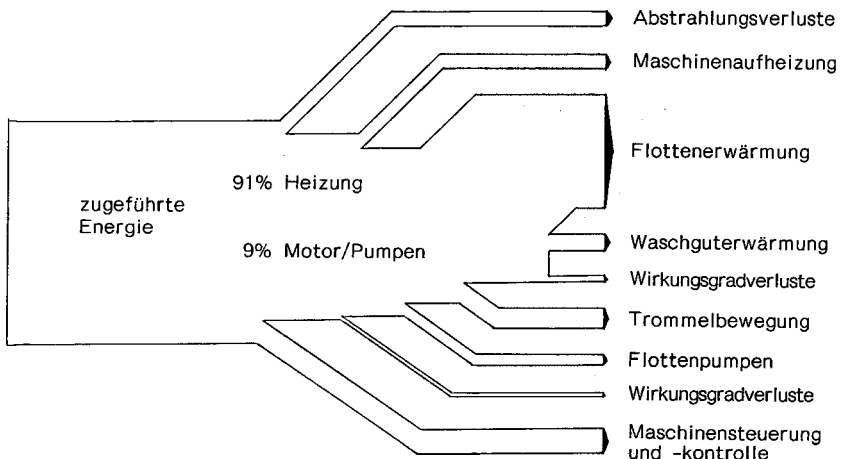 Abstrahlungsverluste
Maschinenaufheizung
Flottenerwärmung
91% Heizung
zugeführte
Energie
9% Motor/Pumpen
Waschguterwärmung
Wirkungsgradverluste
Trommelbewegung
Flottenpumpen
Wirkungsgradverluste
Maschinensteuerung
und -kontrolle